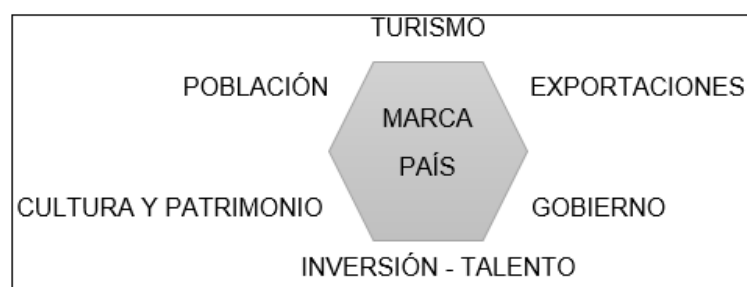 TURISMO
POBLACIÓN
EXPORTACIONES
MARCA
PAÍS
CULTURA Y PATRIMONIO
GOBIERNO
INVERSIÓN - TALENTO